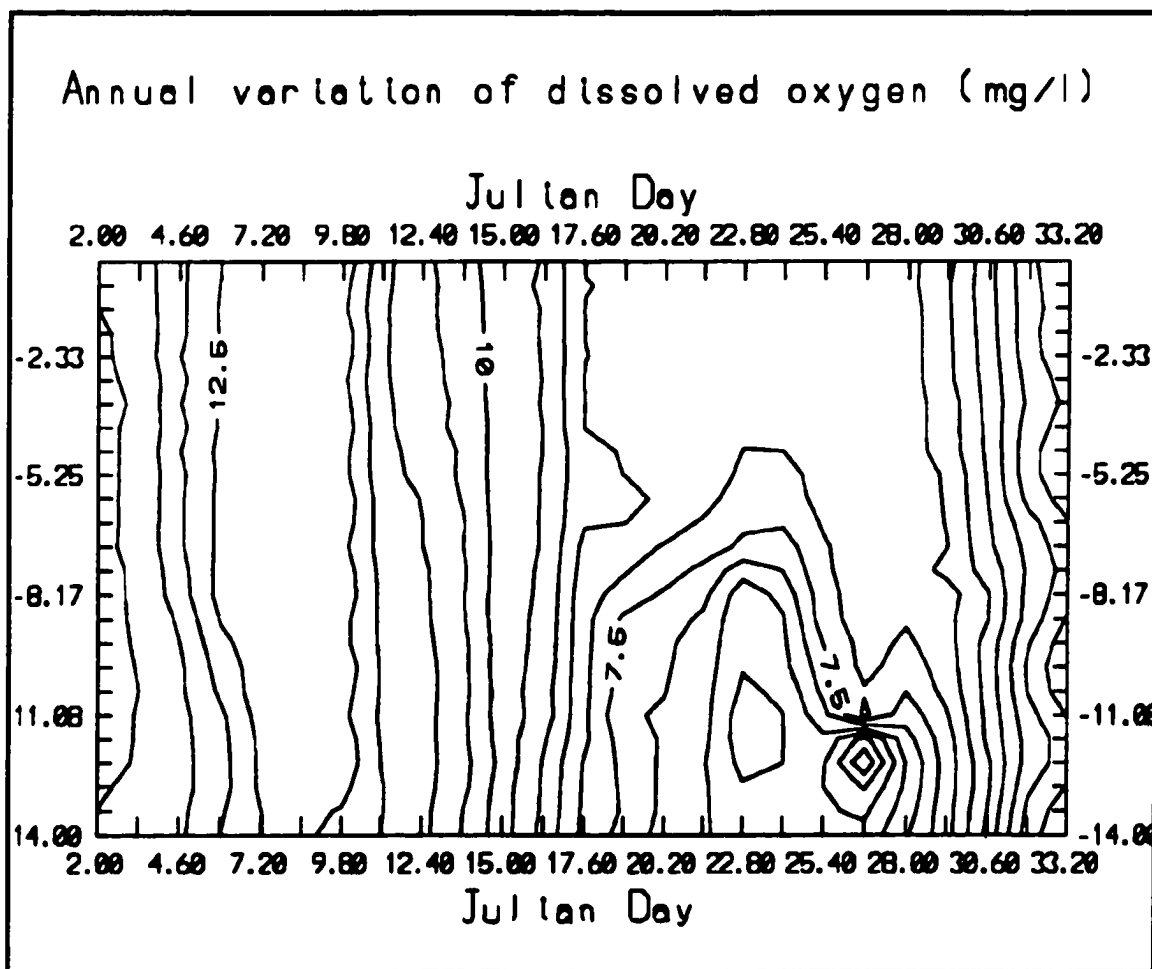 Annual variation of dissolved oxygen (mg/l)
Julian Day
2.00 4.60 7.20 9.80 12.40 15.00 17.60 20.20 22.80 25.40 28.00 30.60 33.20
-2.33 12.5 10 -2.33
-5.25 -5.25
-8.17 -8.17
7.5 7.5
11.08 -11.08
14.00 -14.00
2.00 4.60 7.20 9.80 12.40 15.00 17.60 20.20 22.80 25.40 28.00 30.60 33.20
Julian Day